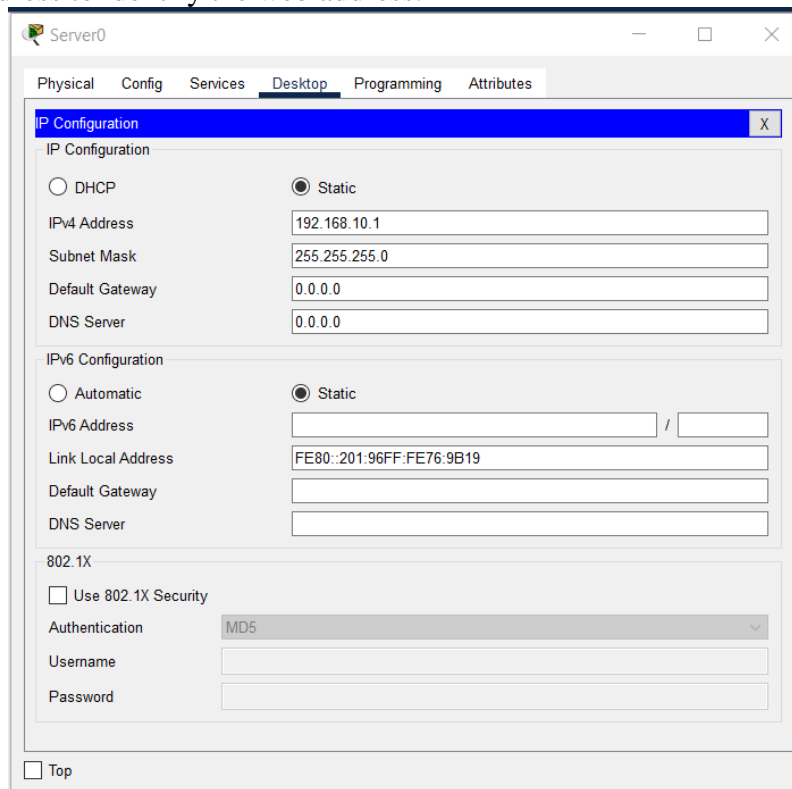 Server0
Physical Config Services Desktop Programming Attributes
IP Configuration X
IP Configuration
DHCP Static
IPv4 Address 192.168.10.1
Subnet Mask 255.255.255.0
Default Gateway 0.0.0.0
DNS Server 0.0.0.0
IPv6 Configuration
Automatic Static
IPv6 Address /
Link Local Address FE80::201:96FF:FE76:9B19
Default Gateway
DNS Server
802.1X
Use 802.1X Security
Authentication MD5
Username
Password
Top